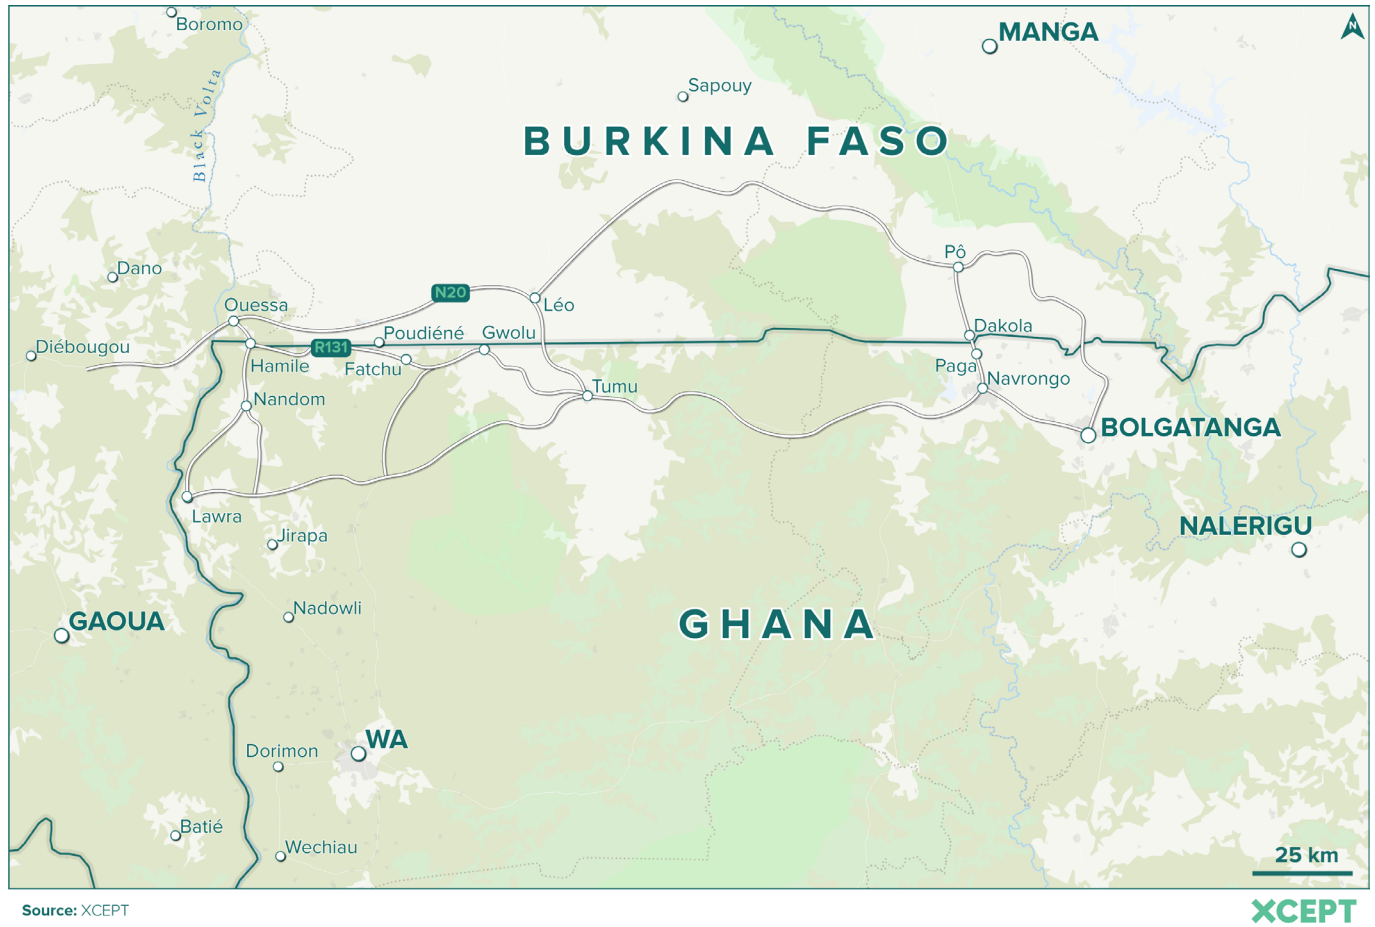 Boromo
MANGA
N
Black Volta
Sapouy
BURKINA FASO
Pô
Dano
N20
Ouessa
Léo
Dakola
Poudiéné
Gwolu
Diébougou
R131
Hamile
Fatchu
Paga
Navrongo
Tumu
Nandom
BOLGATANGA
Lawra
NALERIGU
Jirapa
Nadowli
GAOUA
GHANA
WA
Dorimon
Batié
Wechiau
25 km
Source: XCEPT
XCEPT